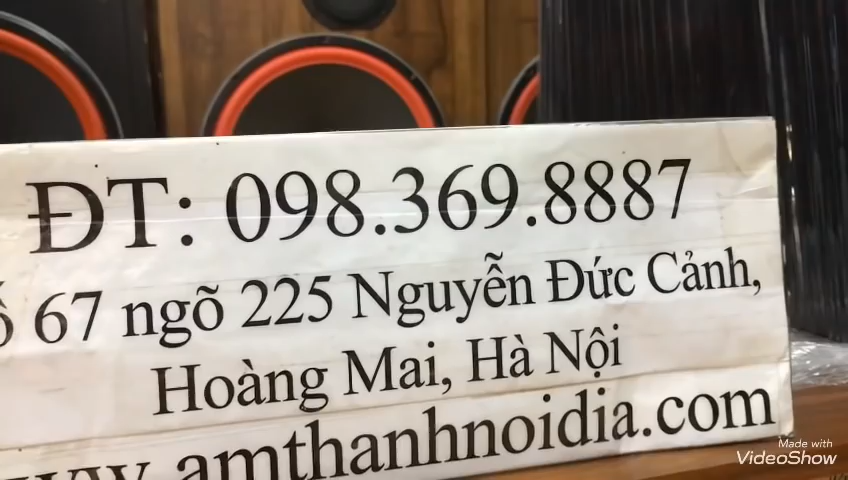 ĐT: 098.369.8887
67 ngõ 225 Nguyễn Đức Cảnh,
Hoàng Mai, Hà Nội
www.amthanhnoidia.com
Made with
VideoShow